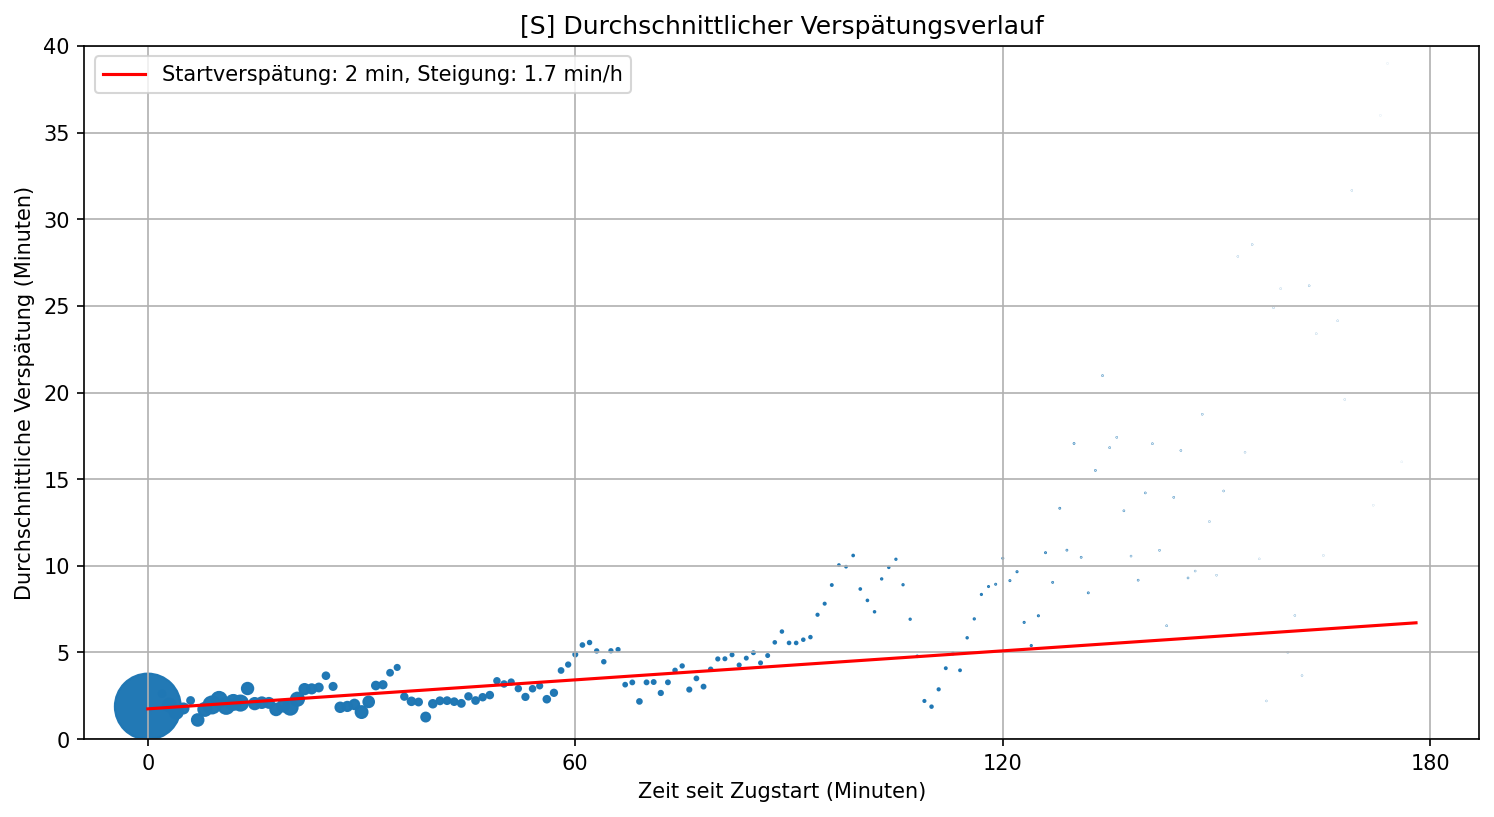 [S] Durchschnittlicher Verspätungsverlauf
Startverspätung: 2 min, Steigung: 1.7 min/h
Durchschnittliche Verspätung (Minuten)
40
35
30
25
20
15
10
5
0
0 60 120 180
Zeit seit Zugstart (Minuten)